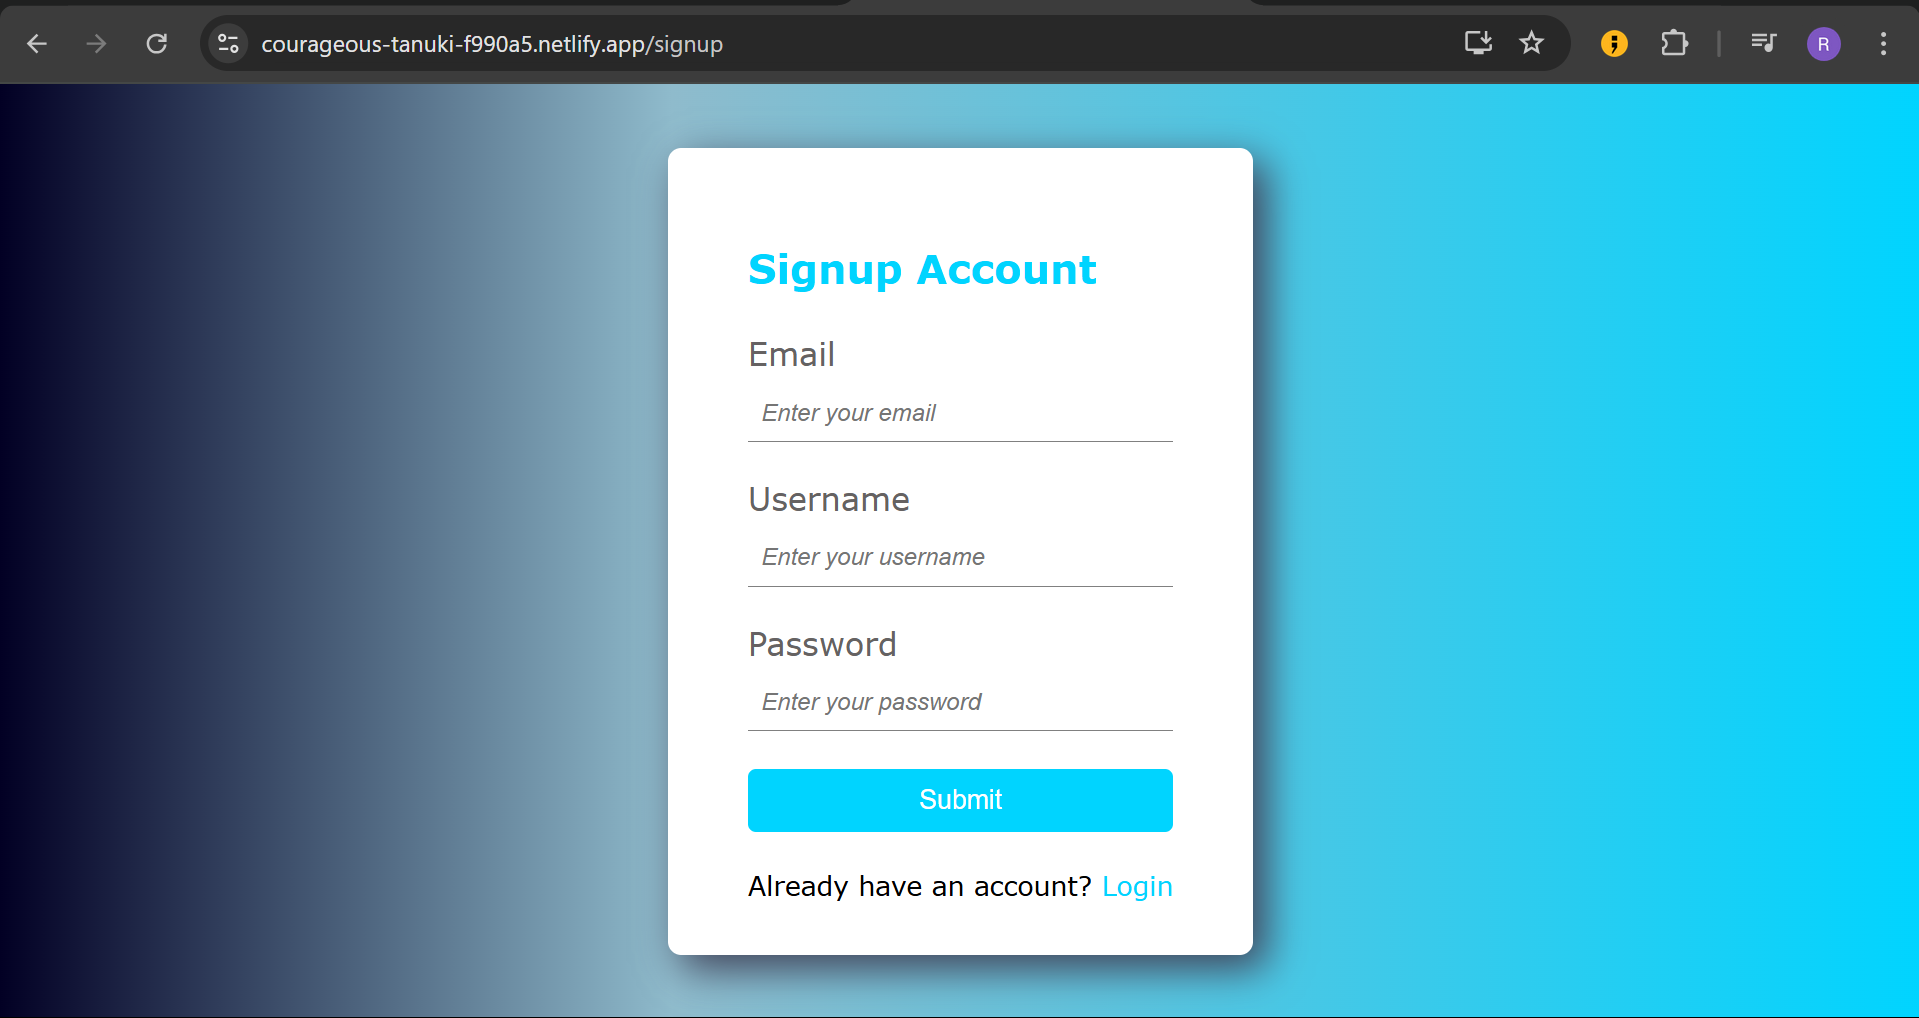 courageous-tanuki-f990a5.netlify.app/signup
R
Signup Account
Email
Enter your email
Username
Enter your username
Password
Enter your password
Submit
Already have an account? Login